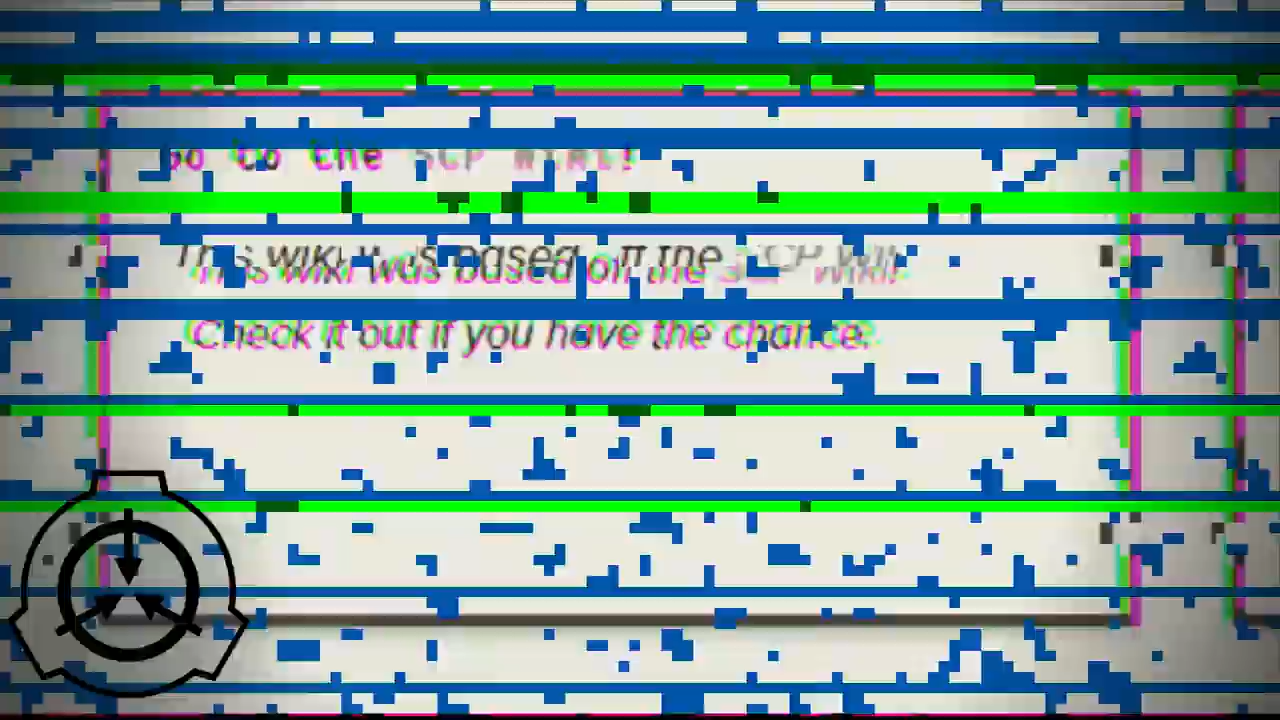 Go to the SCP Wiki!
This wiki was based off the SCP Wiki!
Check it out if you have the chance.